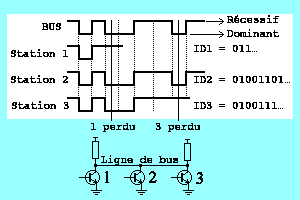 BUS Récessif
Dominant
Station 1 ID1 = 011...
Station 2 ID2 = 01001101...
Station 3 ID3 = 0100111...
1 perdu 3 perdu
Ligne de bus
1 2 3